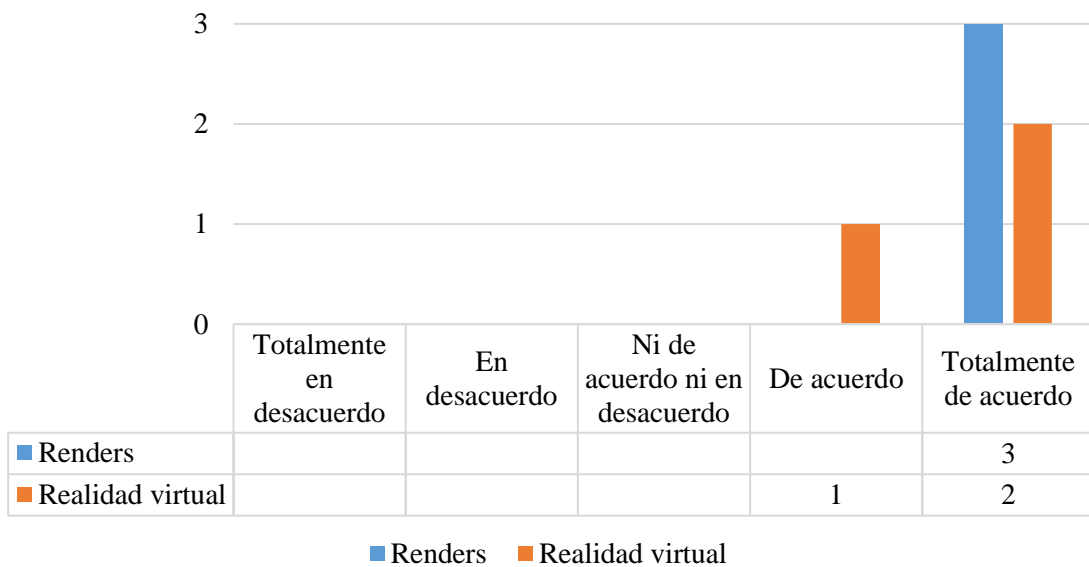 3
2
1
0
Totalmente
en
desacuerdo
En
desacuerdo
Ni de
acuerdo ni en
desacuerdo
De acuerdo
Totalmente
de acuerdo
Renders 3
Realidad virtual 1 2
Renders Realidad virtual